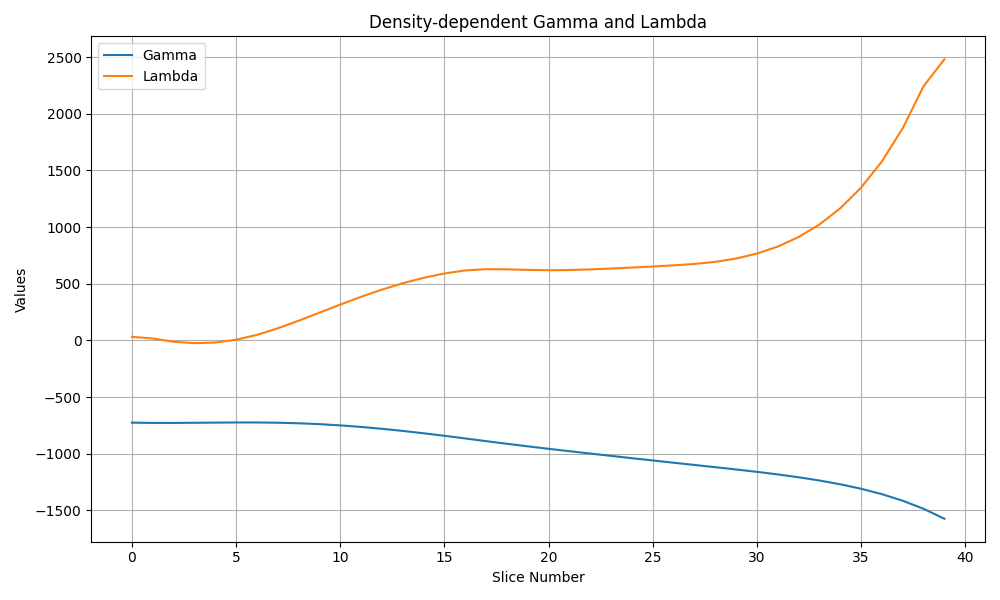 Density-dependent Gamma and Lambda
Gamma
Lambda
2500
2000
1500
1000
500
0
−500
−1000
−1500
Values
0 5 10 15 20 25 30 35 40
Slice Number